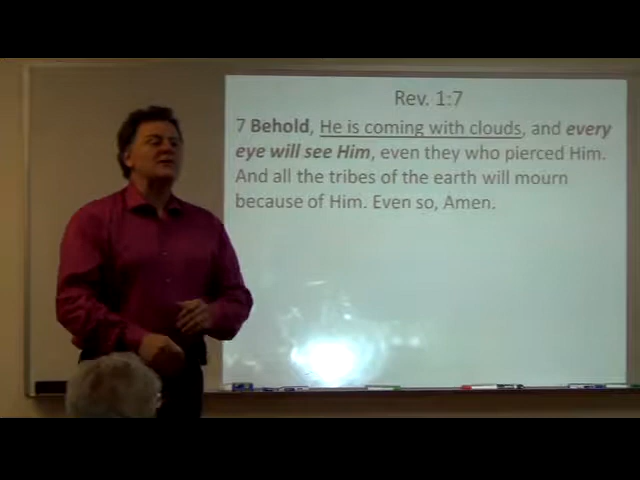 Rev. 1:7
7 Behold, He is coming with clouds, and every
eye will see Him, even they who pierced Him.
And all the tribes of the earth will mourn
because of Him. Even so, Amen.